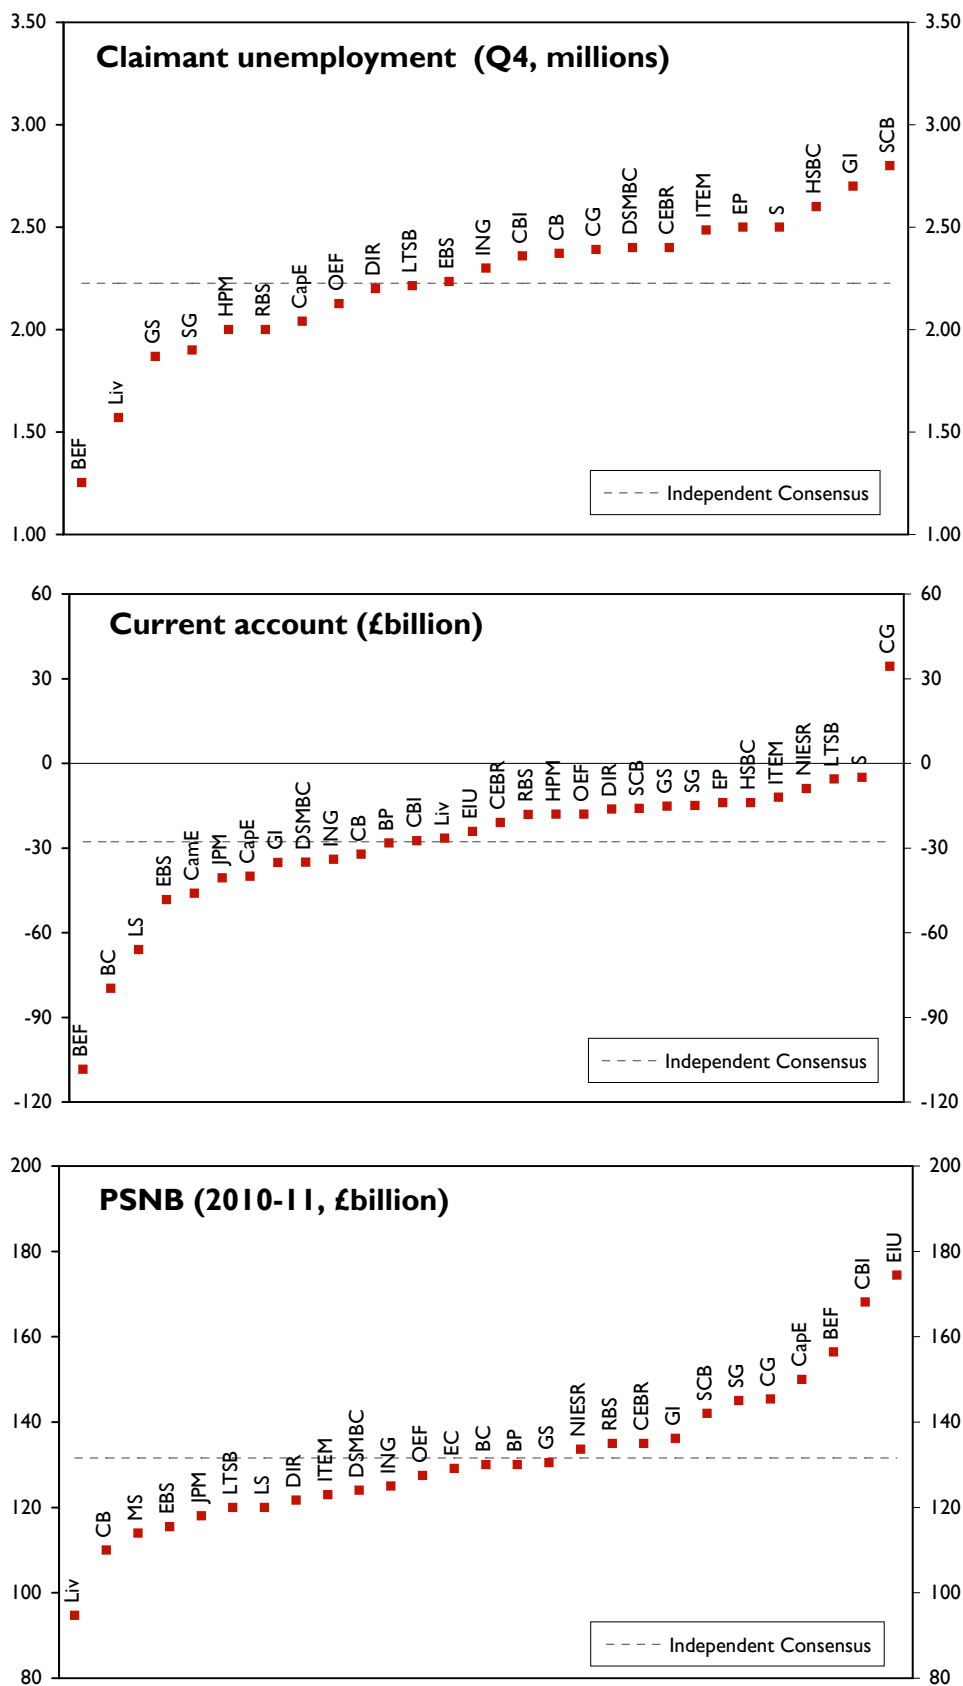 Claimant unemployment (Q4, millions)
3.50
3.50
3.00
3.00
2.50
2.50
2.00
2.00
1.50
1.50
1.00
1.00
BEF
Liv
GS
SG
HPM
RBS
CapE
OEF
DIR
LTSB
EBS
ING
CBI
CB
CG
DSMBC
CEBR
ITEM
EP
S
HSBC
GI
SCB
Independent Consensus
Current account (£billion)
60
60
30
30
0
0
-30
-30
-60
-60
-90
-90
-120
-120
BEF
BC
LS
EBS
CamE
JPM
CapE
GI
DSMBC
ING
CB
BP
CBI
Liv
EIU
CEBR
RBS
HPM
OEF
DIR
SCB
GS
SG
EP
HSBC
ITEM
NIESR
LTSB
S
CG
Independent Consensus
PSNB (2010-11, £billion)
200
200
180
180
160
160
140
140
120
120
100
100
80
80
Liv
CB
MS
EBS
JPM
LTSB
LS
DIR
ITEM
DSMBC
ING
OEF
EC
BC
BP
GS
NIESR
RBS
CEBR
GI
SCB
SG
CG
CapE
BEF
CBI
EIU
Independent Consensus